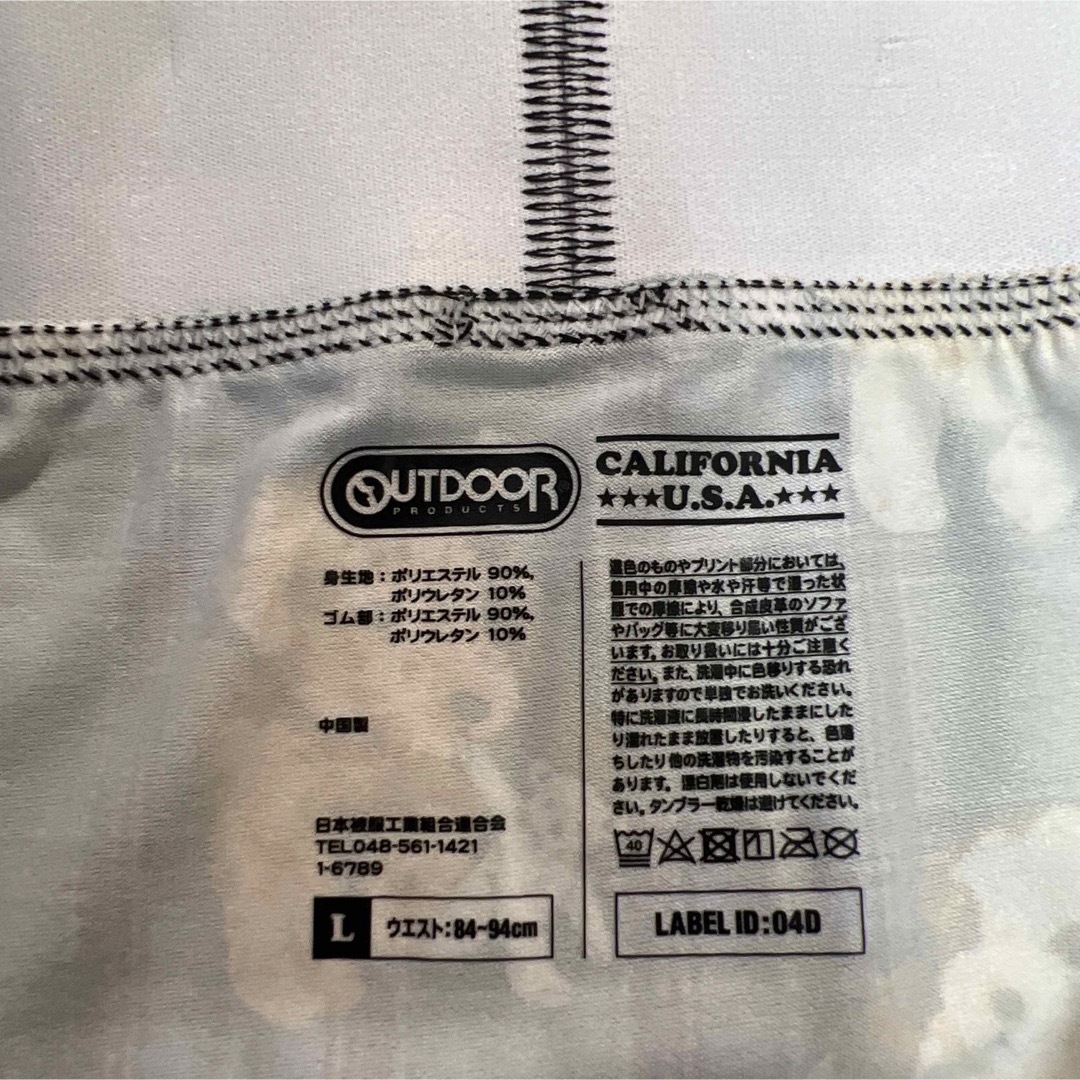 OUTDOOR
PRODUCTS
CALIFORNIA
★★★U.S.A.★★★
身生地：ポリエステル 90%,
ポリウレタン 10%
ゴム部：ポリエステル 90%,
ポリウレタン 10%
中国製
日本被服工業組合連合会
TEL048-561-1421
1-6789
L ウエスト：84~94cm
濃色のものやプリント部分においては、
着用中の摩擦や水や汗等で湿った状
態での摩擦により、合成皮革のソファ
やバッグ等に大変移り易い性質がござ
います。お取り扱いには十分ご注意く
ださい。また、洗濯中に色移りする恐れ
がありますので単独でお洗いください。
特に洗濯液に長時間浸したままにした
り濡れたまま放置したりすると、色落
ちしたり他の洗濯物を汚染することが
あります。漂白剤は使用しないでくだ
さい。タンブラー乾燥は避けてください。
40
LABEL ID:04D